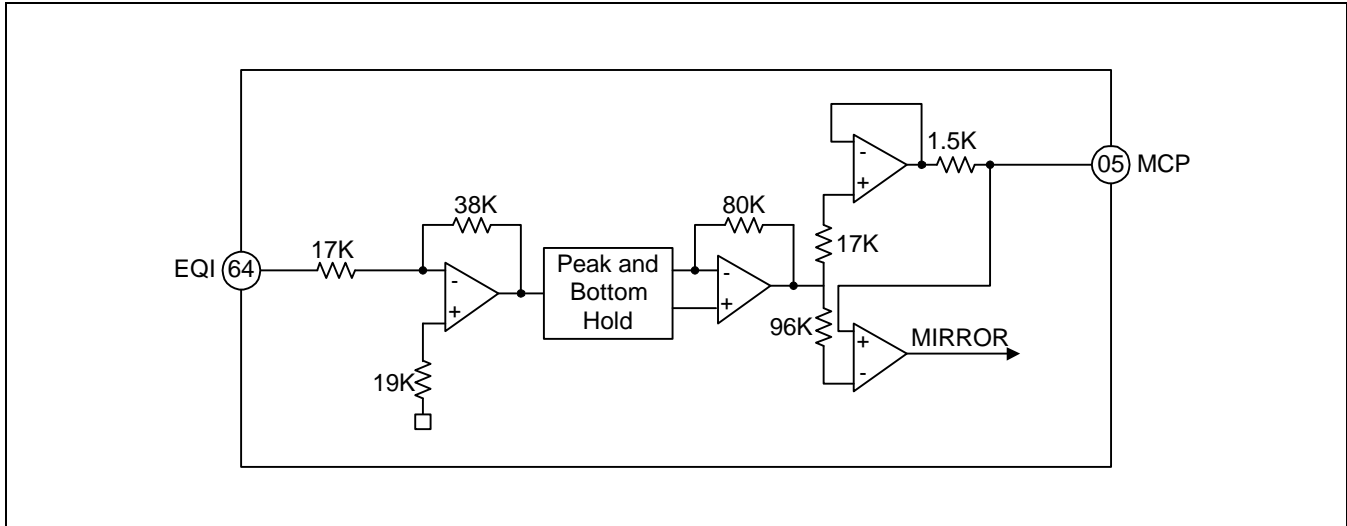 EQI 64
17K
38K
19K
Peak and
Bottom
Hold
-
+
-
+
80K
17K
96K
-
+
1.5K
05 MCP
+
-
MIRROR